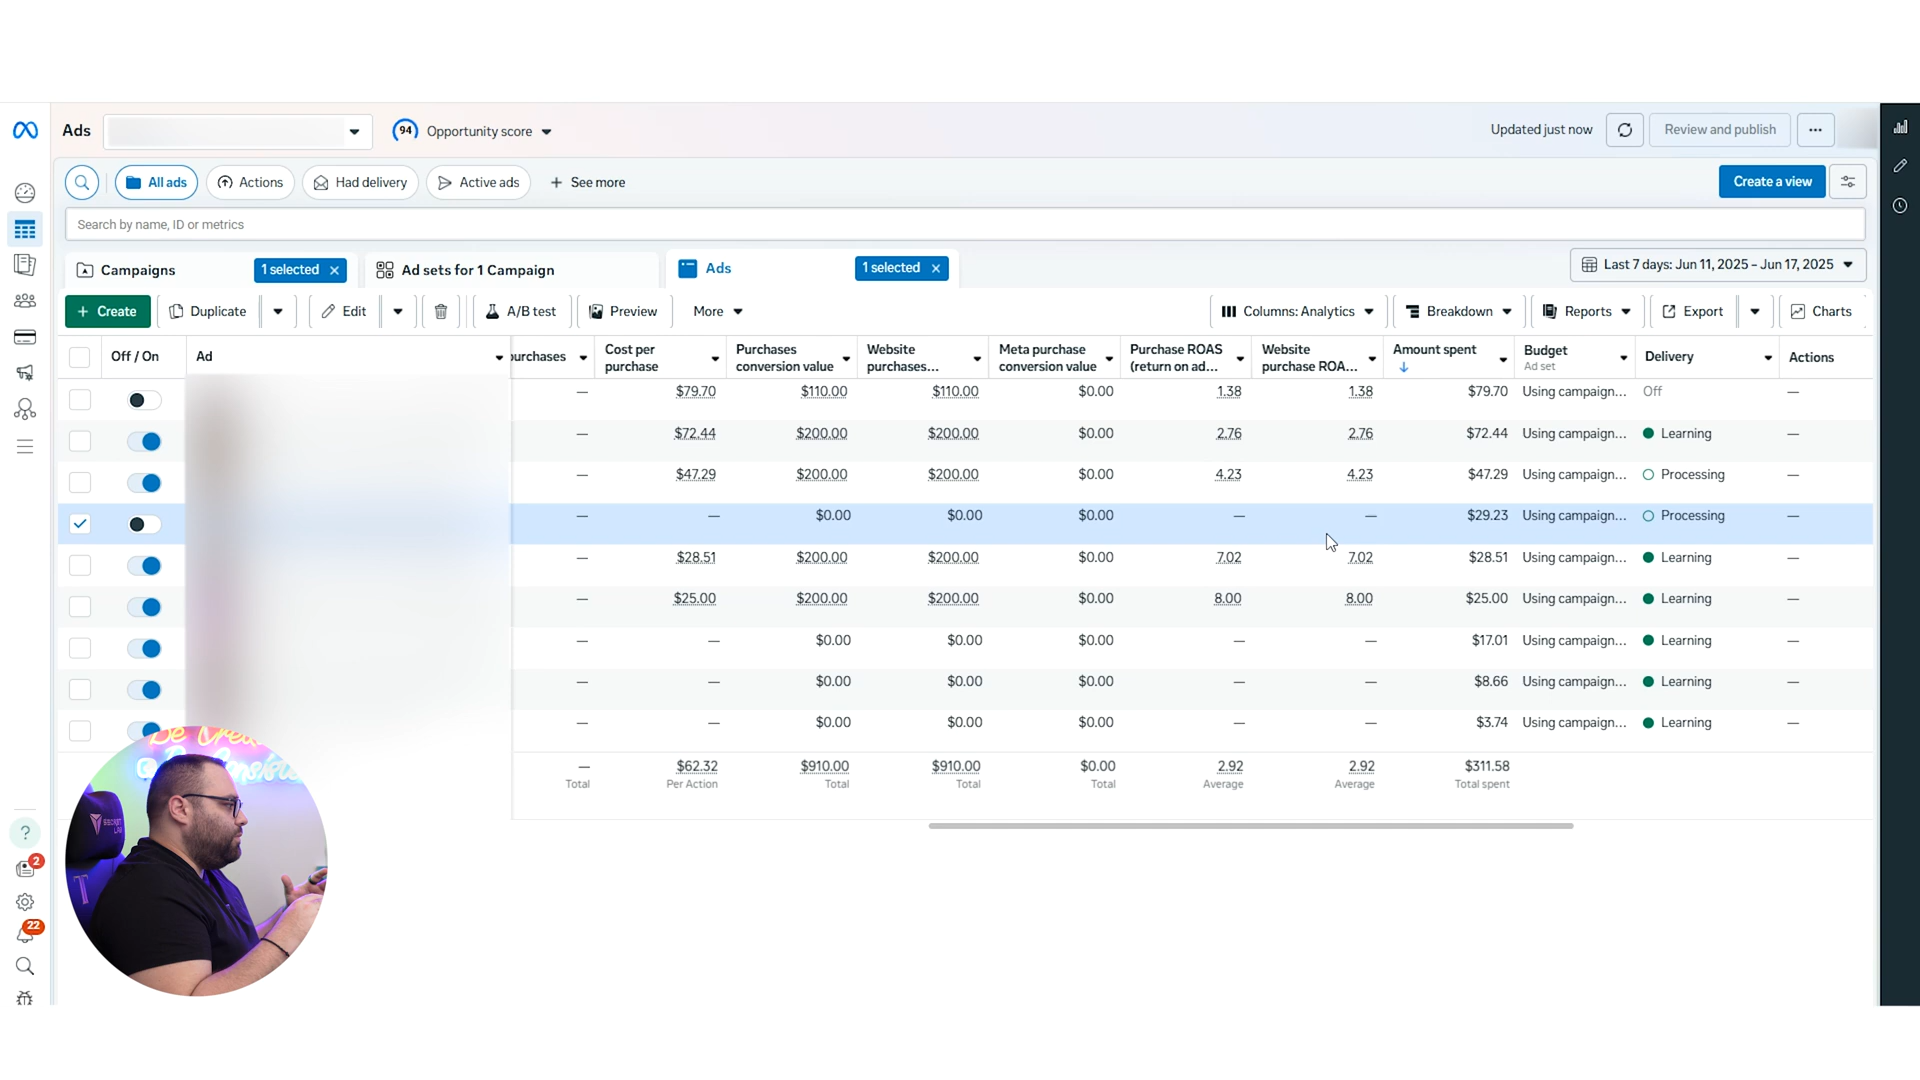 Ads
94 Opportunity score
Updated just now
Review and publish
All ads
Actions
Had delivery
Active ads
+ See more
Create a view
Search by name, ID or metrics
Campaigns
1 selected ×
Ad sets for 1 Campaign
Ads
1 selected ×
Last 7 days: Jun 11, 2025 – Jun 17, 2025
+ Create
Duplicate
Edit
A/B test
Preview
More
Columns: Analytics
Breakdown
Reports
Export
Charts
Off / On Ad purchases Cost per purchase Purchases conversion value Website purchases... Meta purchase conversion value Purchase ROAS (return on ad... Website purchase ROA... Amount spent Budget Ad set Delivery Actions
— $79.70 $110.00 $110.00 $0.00 1.38 1.38 $79.70 Using campaign... Off —
— $72.44 $200.00 $200.00 $0.00 2.76 2.76 $72.44 Using campaign... Learning —
— $47.29 $200.00 $200.00 $0.00 4.23 4.23 $47.29 Using campaign... Processing —
— — $0.00 $0.00 $0.00 — — $29.23 Using campaign... Processing —
— $28.51 $200.00 $200.00 $0.00 7.02 7.02 $28.51 Using campaign... Learning —
— $25.00 $200.00 $200.00 $0.00 8.00 8.00 $25.00 Using campaign... Learning —
— — $0.00 $0.00 $0.00 — — $17.01 Using campaign... Learning —
— — $0.00 $0.00 $0.00 — — $8.66 Using campaign... Learning —
— — $0.00 $0.00 $0.00 — — $3.74 Using campaign... Learning —
— $62.32 $910.00 $910.00 $0.00 2.92 2.92 $311.58
Total Per Action Total Total Total Average Average Total spent
?
2
22